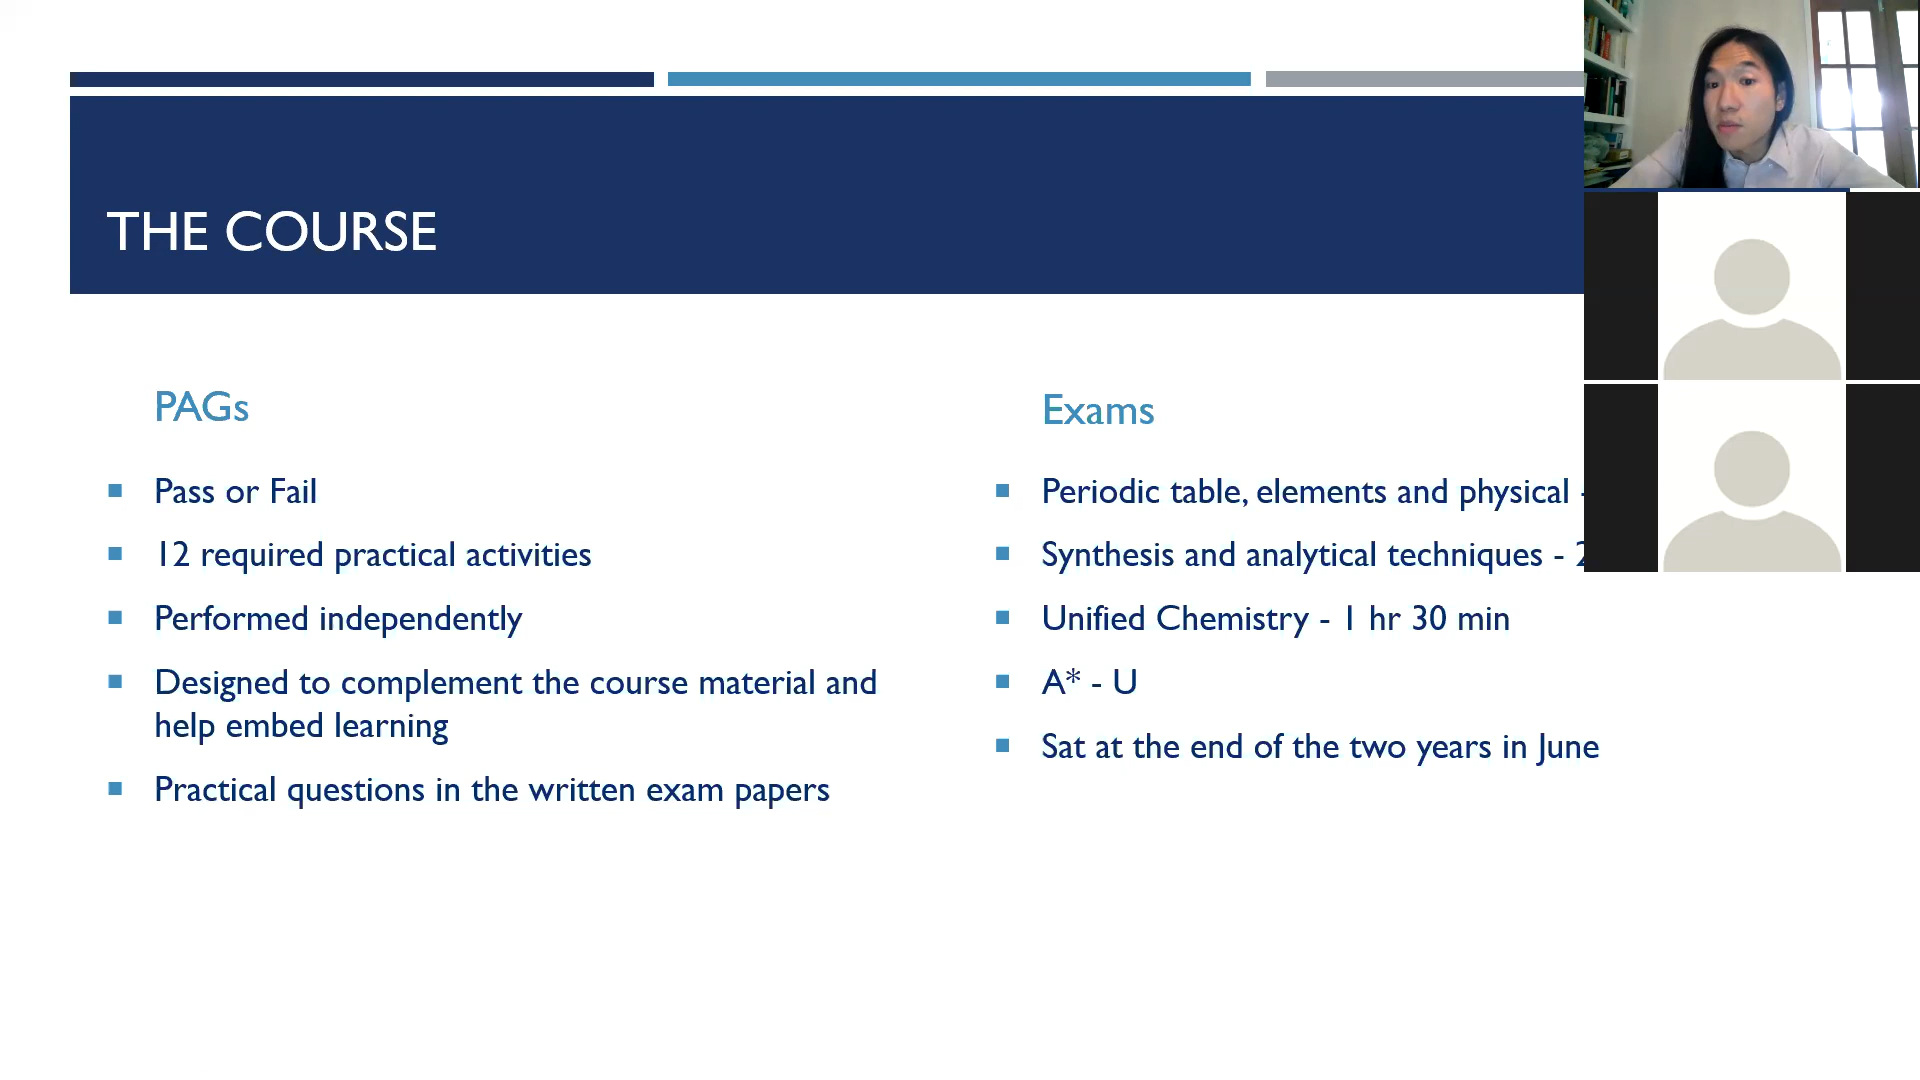 THE COURSE
PAGs
Pass or Fail
12 required practical activities
Performed independently
Designed to complement the course material and
help embed learning
Practical questions in the written exam papers
Exams
Periodic table, elements and physical -
Synthesis and analytical techniques - 2
Unified Chemistry - 1 hr 30 min
A* - U
Sat at the end of the two years in June